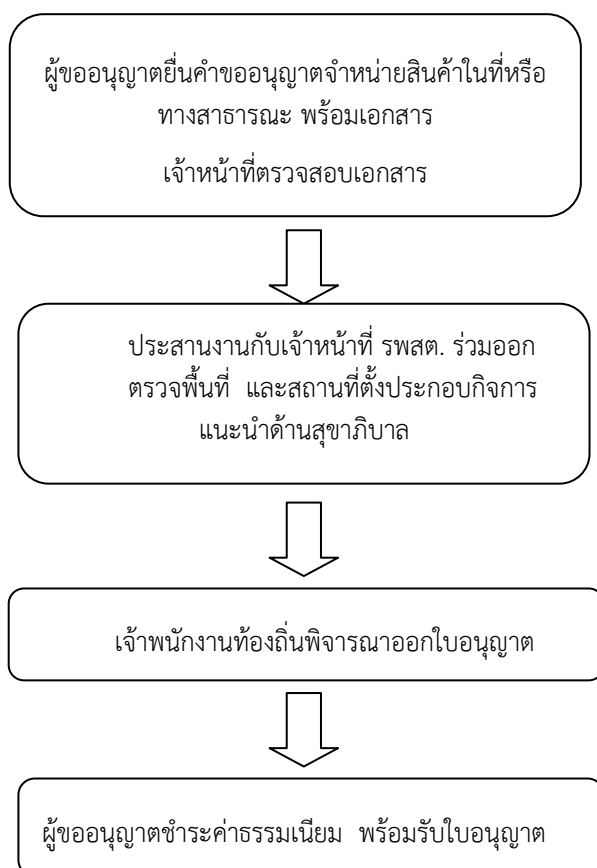 ผู้ขออนุญาตยื่นคำขออนุญาตจำหน่ายสินค้าในที่หรือ
ทางสาธารณะ พร้อมเอกสาร
เจ้าหน้าที่ตรวจสอบเอกสาร
ประสานงานกับเจ้าหน้าที่ รพสต. ร่วมออก
ตรวจพื้นที่ และสถานที่ตั้งประกอบกิจการ
แนะนำด้านสุขาภิบาล
เจ้าพนักงานท้องถิ่นพิจารณาออกใบอนุญาต
ผู้ขออนุญาตชำระค่าธรรมเนียม พร้อมรับใบอนุญาต